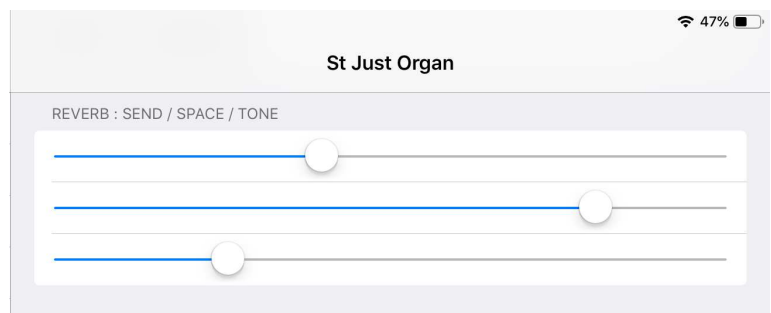 47%
St Just Organ
REVERB : SEND / SPACE / TONE